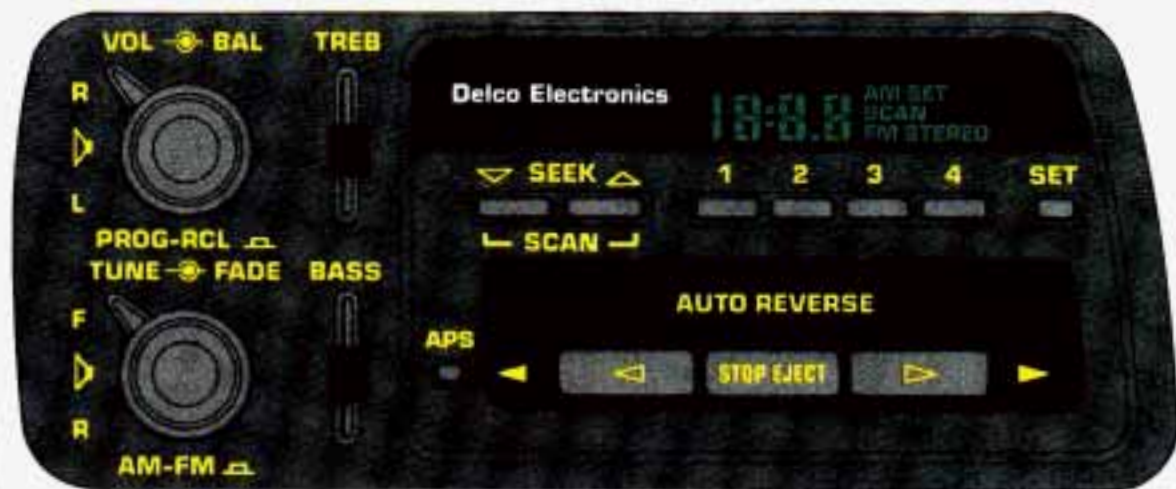 VOL BAL
TREB
R
L
PROG-RCL
TUNE FADE
BASS
F
R
AM-FM
Delco Electronics
18:8.8
AM SET
SCAN
FM STEREO
SEEK
1 2 3 4 SET
SCAN
AUTO REVERSE
APS
STOP EJECT